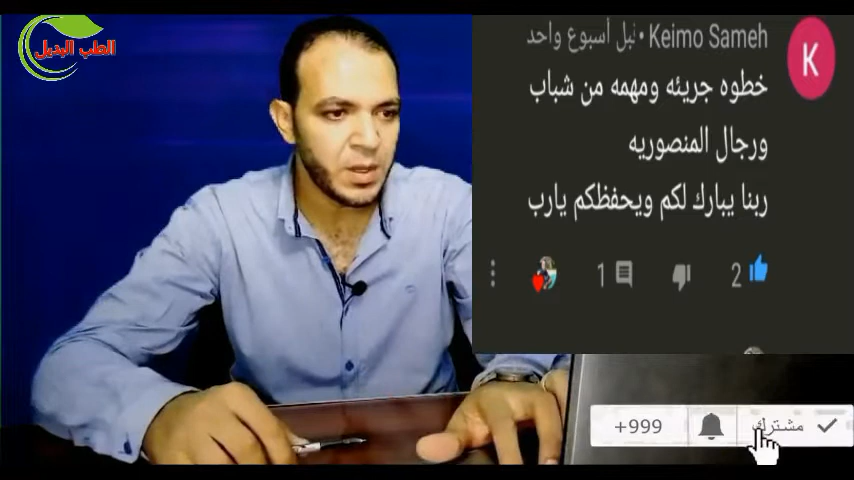 الطب البديل
Keimo Sameh • قبل أسبوع واحد
K
خطوه جريئه ومهمه من شباب
ورجال المنصوريه
ربنا يبارك لكم ويحفظكم يارب
1
2
+999
مشترك